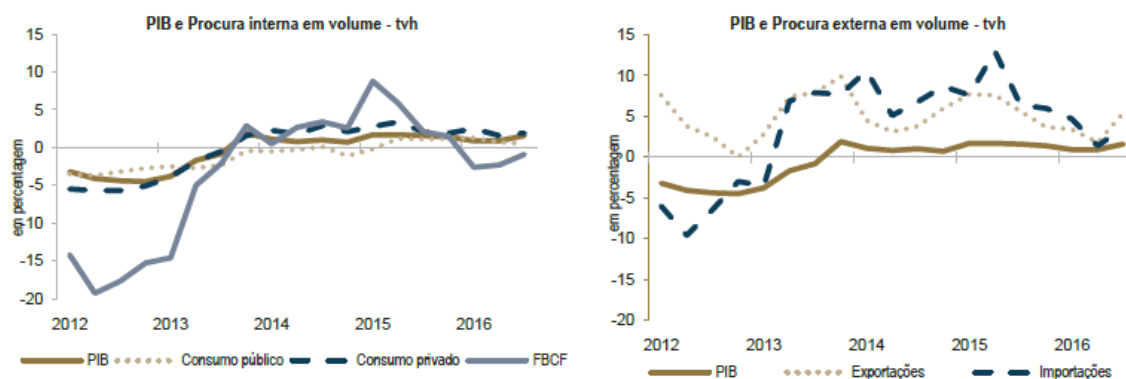 PIB e Procura interna em volume - tvh
15
10
5
0
-5
-10
-15
-20
em percentagem
2012 2013 2014 2015 2016
PIB Consumo público Consumo privado FBCF
PIB e Procura externa em volume - tvh
15
10
5
0
-5
-10
-15
-20
em percentagem
2012 2013 2014 2015 2016
PIB Exportações Importações